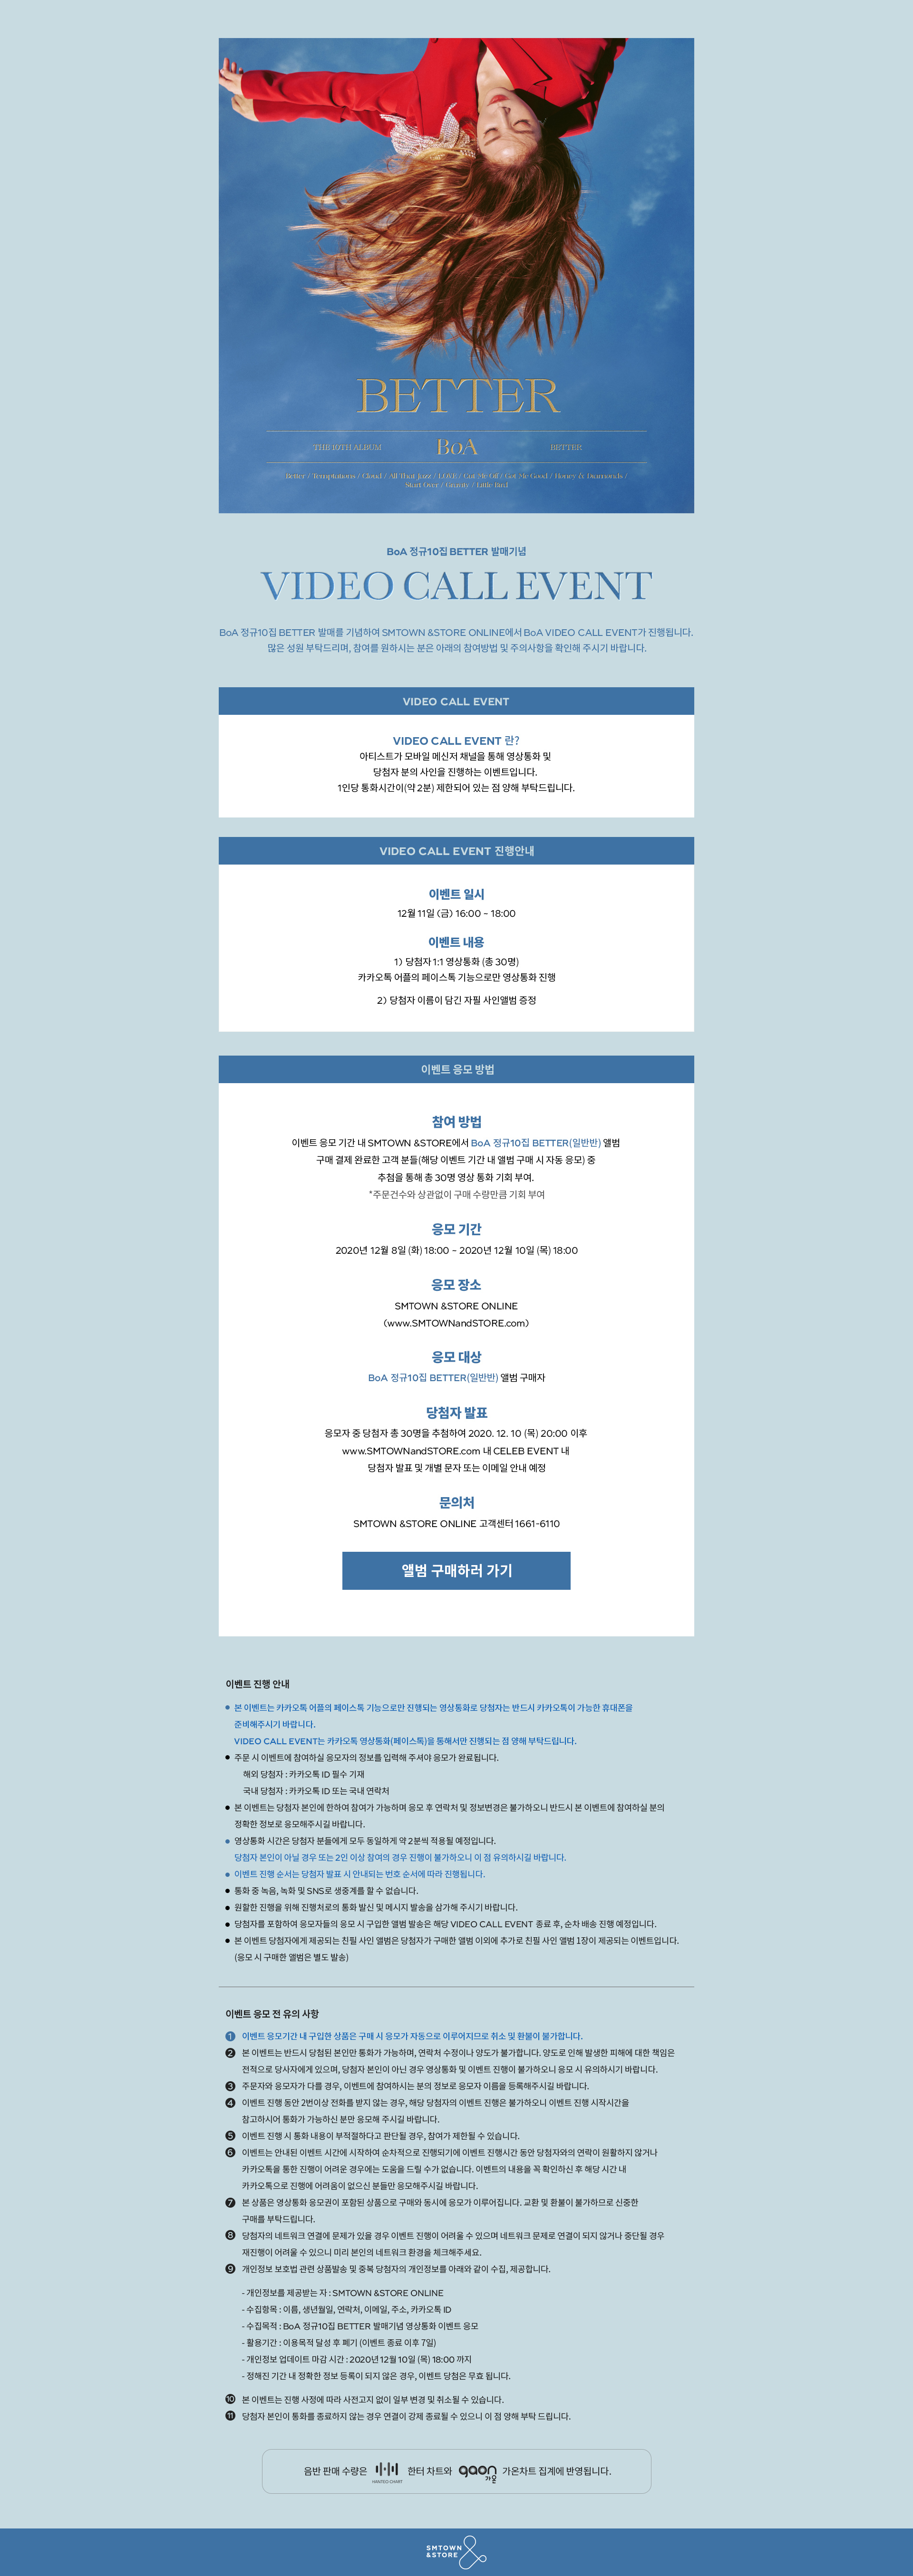 BETTER
THE 10TH ALBUM
BoA
BETTER
Better / Temptations / Cloud / All That Jazz / L.O.V.E / Cut Me Off / Got Me Good / Honey & Diamonds /
Start Over / Gravity / Little Bird
BoA 정규10집 BETTER 발매기념
VIDEO CALL EVENT
BoA 정규10집 BETTER 발매를 기념하여 SMTOWN &STORE ONLINE에서 BoA VIDEO CALL EVENT가 진행됩니다.
많은 성원 부탁드리며, 참여를 원하시는 분은 아래의 참여방법 및 주의사항을 확인해 주시기 바랍니다.
VIDEO CALL EVENT
VIDEO CALL EVENT 란?
아티스트가 모바일 메신저 채널을 통해 영상통화 및
당첨자 분의 사인을 진행하는 이벤트입니다.
1인당 통화시간이(약 2분) 제한되어 있는 점 양해 부탁드립니다.
VIDEO CALL EVENT 진행안내
이벤트 일시
12월 11일 (금) 16:00 - 18:00
이벤트 내용
1) 당첨자 1:1 영상통화 (총 30명)
카카오톡 어플의 페이스톡 기능으로만 영상통화 진행
2) 당첨자 이름이 담긴 자필 사인앨범 증정
이벤트 응모 방법
참여 방법
이벤트 응모 기간 내 SMTOWN &STORE에서 BoA 정규10집 BETTER(일반반) 앨범
구매 결제 완료한 고객 분들(해당 이벤트 기간 내 앨범 구매 시 자동 응모) 중
추첨을 통해 총 30명 영상 통화 기회 부여.
*주문건수와 상관없이 구매 수량만큼 기회 부여
응모 기간
2020년 12월 8일 (화) 18:00 - 2020년 12월 10일 (목) 18:00
응모 장소
SMTOWN &STORE ONLINE
(www.SMTOWNandSTORE.com)
응모 대상
BoA 정규10집 BETTER(일반반) 앨범 구매자
당첨자 발표
응모자 중 당첨자 총 30명을 추첨하여 2020. 12. 10 (목) 20:00 이후
www.SMTOWNandSTORE.com 내 CELEB EVENT 내
당첨자 발표 및 개별 문자 또는 이메일 안내 예정
문의처
SMTOWN &STORE ONLINE 고객센터 1661-6110
앨범 구매하러 가기
이벤트 진행 안내
● 본 이벤트는 카카오톡 어플의 페이스톡 기능으로만 진행되는 영상통화로 당첨자는 반드시 카카오톡이 가능한 휴대폰을
준비해주시기 바랍니다.
VIDEO CALL EVENT는 카카오톡 영상통화(페이스톡)을 통해서만 진행되는 점 양해 부탁드립니다.
● 주문 시 이벤트에 참여하실 응모자의 정보를 입력해 주셔야 응모가 완료됩니다.
해외 당첨자 : 카카오톡 ID 필수 기재
국내 당첨자 : 카카오톡 ID 또는 국내 연락처
● 본 이벤트는 당첨자 본인에 한하여 참여가 가능하며 응모 후 연락처 및 정보변경은 불가하오니 반드시 본 이벤트에 참여하실 분의
정확한 정보로 응모해주시길 바랍니다.
● 영상통화 시간은 당첨자 분들에게 모두 동일하게 약 2분씩 적용될 예정입니다.
당첨자 본인이 아닐 경우 또는 2인 이상 참여의 경우 진행이 불가하오니 이 점 유의하시길 바랍니다.
● 이벤트 진행 순서는 당첨자 발표 시 안내되는 번호 순서에 따라 진행됩니다.
● 통화 중 녹음, 녹화 및 SNS로 생중계를 할 수 없습니다.
● 원활한 진행을 위해 진행처로의 통화 발신 및 메시지 발송을 삼가해 주시기 바랍니다.
● 당첨자를 포함하여 응모자들의 응모 시 구입한 앨범 발송은 해당 VIDEO CALL EVENT 종료 후, 순차 배송 진행 예정입니다.
● 본 이벤트 당첨자에게 제공되는 친필 사인 앨범은 당첨자가 구매한 앨범 이외에 추가로 친필 사인 앨범 1장이 제공되는 이벤트입니다.
(응모 시 구매한 앨범은 별도 발송)
이벤트 응모 전 유의 사항
1 이벤트 응모기간 내 구입한 상품은 구매 시 응모가 자동으로 이루어지므로 취소 및 환불이 불가합니다.
2 본 이벤트는 반드시 당첨된 본인만 통화가 가능하며, 연락처 수정이나 양도가 불가합니다. 양도로 인해 발생한 피해에 대한 책임은
전적으로 당사자에게 있으며, 당첨자 본인이 아닌 경우 영상통화 및 이벤트 진행이 불가하오니 응모 시 유의하시기 바랍니다.
3 주문자와 응모자가 다를 경우, 이벤트에 참여하시는 분의 정보로 응모자 이름을 등록해주시길 바랍니다.
4 이벤트 진행 동안 2번이상 전화를 받지 않는 경우, 해당 당첨자의 이벤트 진행은 불가하오니 이벤트 진행 시작시간을
참고하시어 통화가 가능하신 분만 응모해 주시길 바랍니다.
5 이벤트 진행 시 통화 내용이 부적절하다고 판단될 경우, 참여가 제한될 수 있습니다.
6 이벤트는 안내된 이벤트 시간에 시작하여 순차적으로 진행되기에 이벤트 진행시간 동안 당첨자와의 연락이 원활하지 않거나
카카오톡을 통한 진행이 어려운 경우에는 도움을 드릴 수가 없습니다. 이벤트의 내용을 꼭 확인하신 후 해당 시간 내
카카오톡으로 진행에 어려움이 없으신 분들만 응모해주시길 바랍니다.
7 본 상품은 영상통화 응모권이 포함된 상품으로 구매와 동시에 응모가 이루어집니다. 교환 및 환불이 불가하므로 신중한
구매를 부탁드립니다.
8 당첨자의 네트워크 연결에 문제가 있을 경우 이벤트 진행이 어려울 수 있으며 네트워크 문제로 연결이 되지 않거나 중단될 경우
재진행이 어려울 수 있으니 미리 본인의 네트워크 환경을 체크해주세요.
9 개인정보 보호법 관련 상품발송 및 중복 당첨자의 개인정보를 아래와 같이 수집, 제공합니다.
- 개인정보를 제공받는 자 : SMTOWN &STORE ONLINE
- 수집항목 : 이름, 생년월일, 연락처, 이메일, 주소, 카카오톡 ID
- 수집목적 : BoA 정규10집 BETTER 발매기념 영상통화 이벤트 응모
- 활용기간 : 이용목적 달성 후 폐기 (이벤트 종료 이후 7일)
- 개인정보 업데이트 마감 시간 : 2020년 12월 10일 (목) 18:00 까지
- 정해진 기간 내 정확한 정보 등록이 되지 않은 경우, 이벤트 당첨은 무효 됩니다.
10 본 이벤트는 진행 사정에 따라 사전고지 없이 일부 변경 및 취소될 수 있습니다.
11 당첨자 본인이 통화를 종료하지 않는 경우 연결이 강제 종료될 수 있으니 이 점 양해 부탁 드립니다.
음반 판매 수량은 HANTEO CHART 한터 차트와 gaon 가온 가온차트 집계에 반영됩니다.
SMTOWN
&STORE